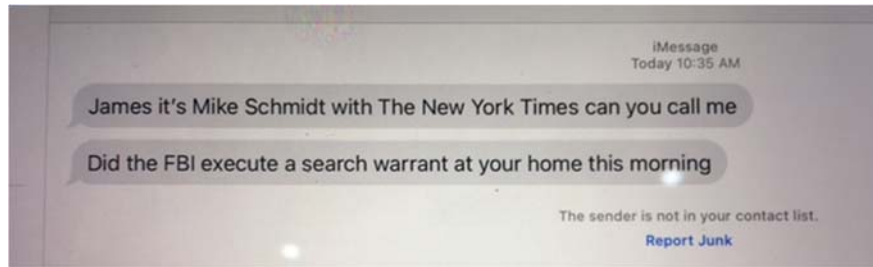 iMessage
Today 10:35 AM
James it's Mike Schmidt with The New York Times can you call me
Did the FBI execute a search warrant at your home this morning
The sender is not in your contact list.
Report Junk